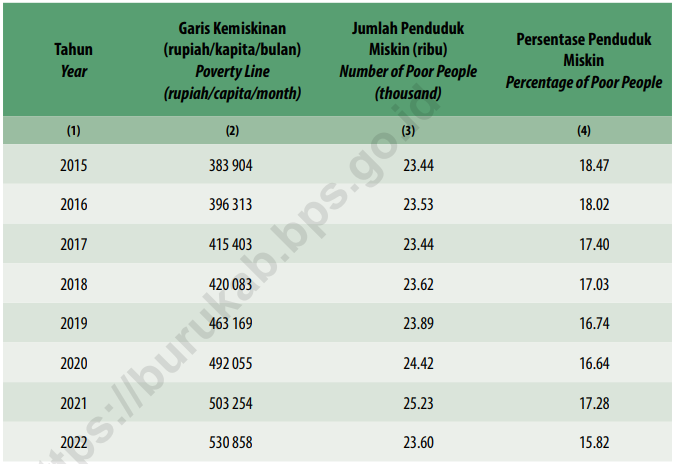 Tahun
Year
Garis Kemiskinan
(rupiah/kapita/bulan)
Poverty Line
(rupiah/capita/month)
Jumlah Penduduk
Miskin (ribu)
Number of Poor People
(thousand)
Persentase Penduduk
Miskin
Percentage of Poor People
(1) (2) (3) (4)
2015 383 904 23.44 18.47
2016 396 313 23.53 18.02
2017 415 403 23.44 17.40
2018 420 083 23.62 17.03
2019 463 169 23.89 16.74
2020 492 055 24.42 16.64
2021 503 254 25.23 17.28
2022 530 858 23.60 15.82
ttps://burukab.bps.go.id